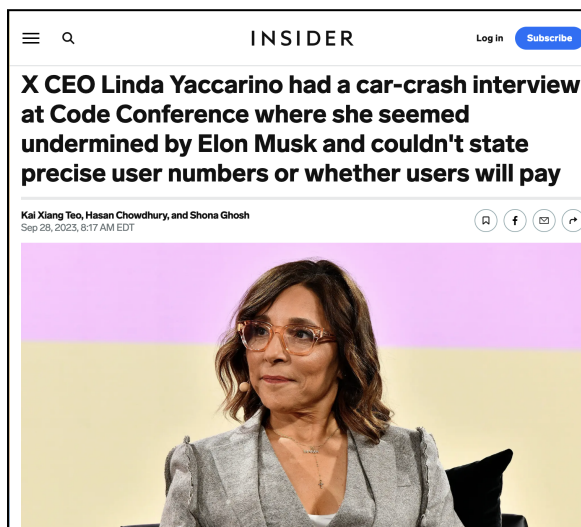 INSIDER
Log in
Subscribe
X CEO Linda Yaccarino had a car-crash interview
at Code Conference where she seemed
undermined by Elon Musk and couldn't state
precise user numbers or whether users will pay
Kai Xiang Teo, Hasan Chowdhury, and Shona Ghosh
Sep 28, 2023, 8:17 AM EDT